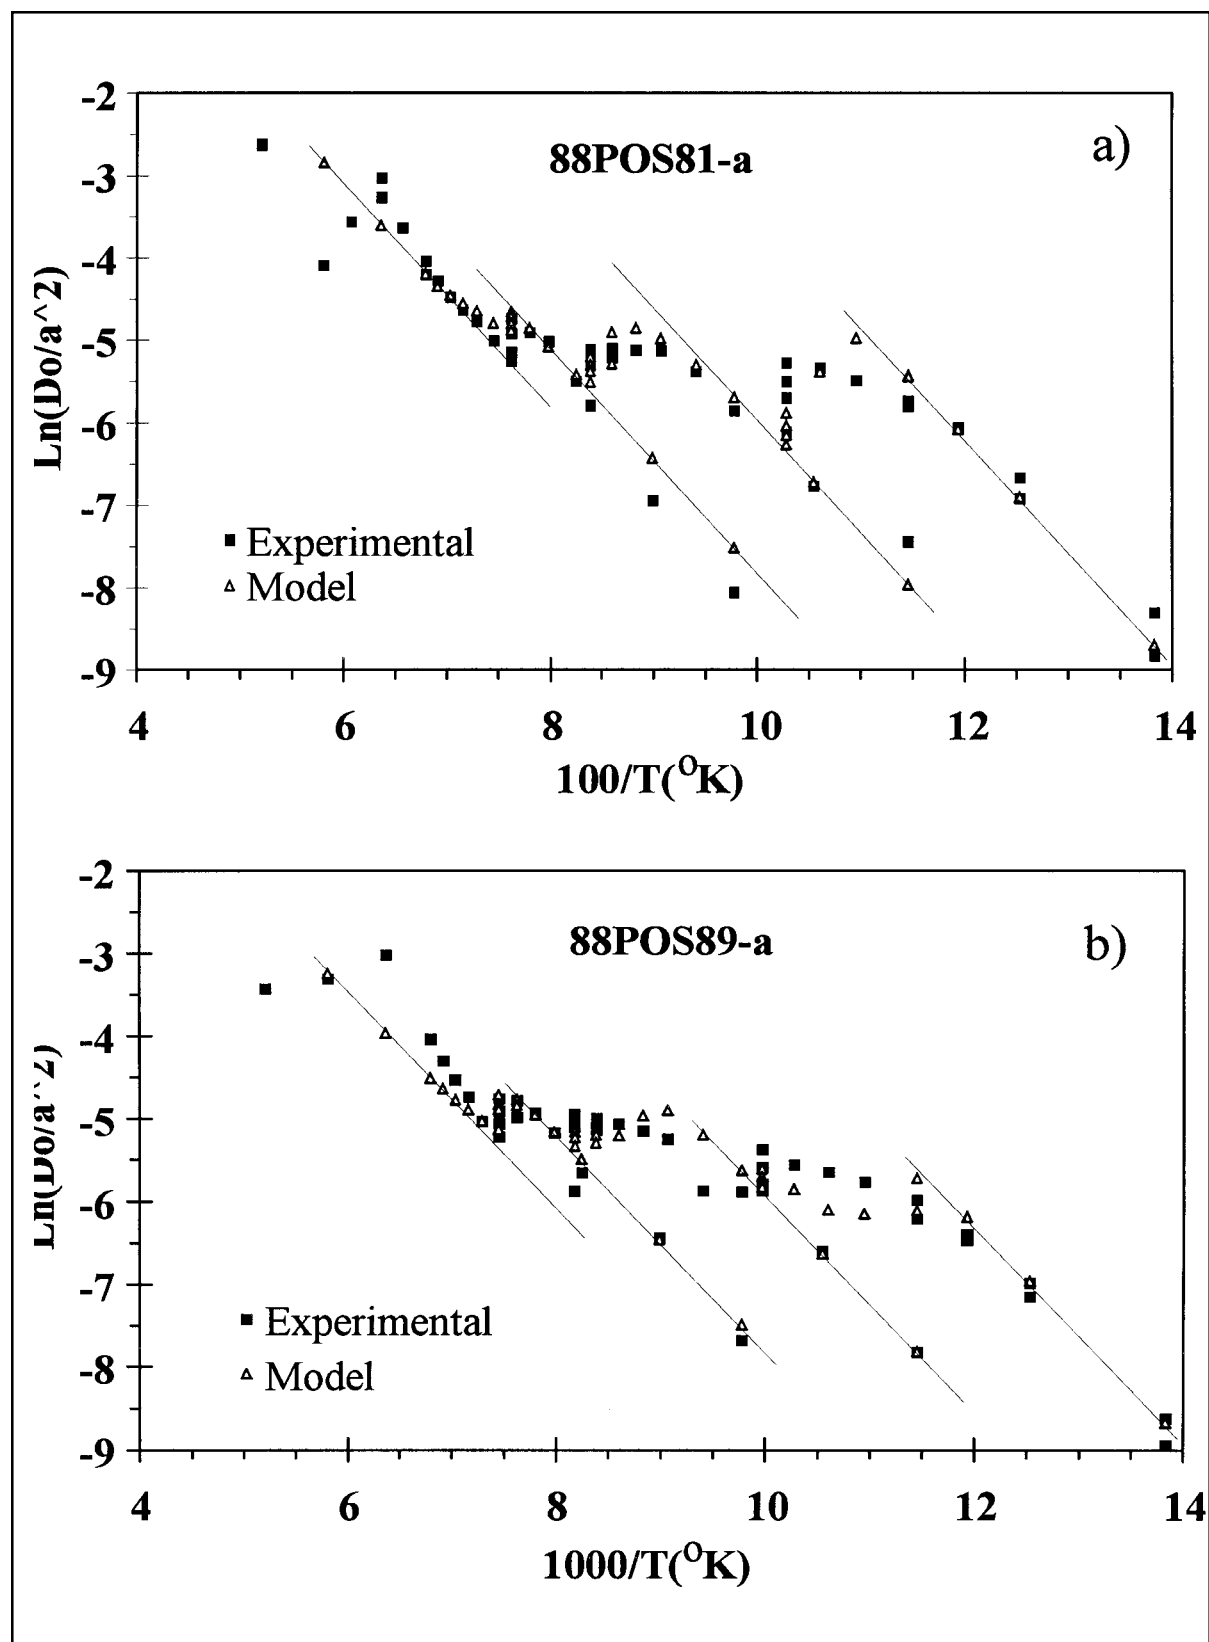 -2
88POS81-a
a)
-3
-4
Ln(Do/a^2)
-5
-6
-7
Experimental
Model
-8
-9
4 6 8 10 12 14
100/T(°K)
-2
88POS89-a
b)
-3
-4
Ln(Do/a^2)
-5
-6
-7
Experimental
Model
-8
-9
4 6 8 10 12 14
1000/T(°K)